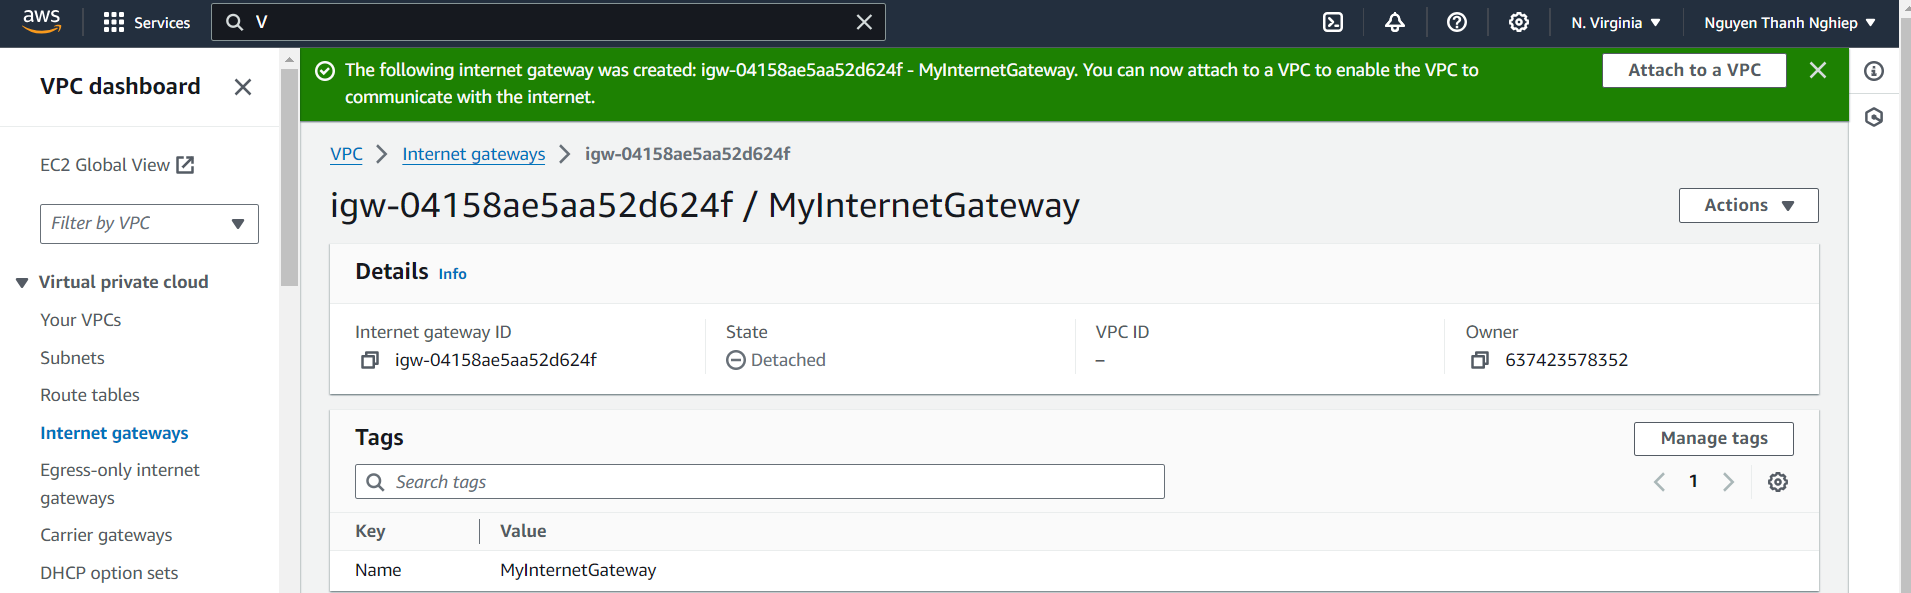 aws Services V N. Virginia Nguyen Thanh Nghiep
VPC dashboard
EC2 Global View
Filter by VPC
Virtual private cloud
Your VPCs
Subnets
Route tables
Internet gateways
Egress-only internet
gateways
Carrier gateways
DHCP option sets
The following internet gateway was created: igw-04158ae5aa52d624f - MyInternetGateway. You can now attach to a VPC to enable the VPC to
communicate with the internet.
Attach to a VPC
VPC Internet gateways igw-04158ae5aa52d624f
igw-04158ae5aa52d624f / MyInternetGateway
Actions
Details Info
Internet gateway ID
igw-04158ae5aa52d624f
State
Detached
VPC ID
–
Owner
637423578352
Tags
Manage tags
Search tags
1
Key Value
Name MyInternetGateway